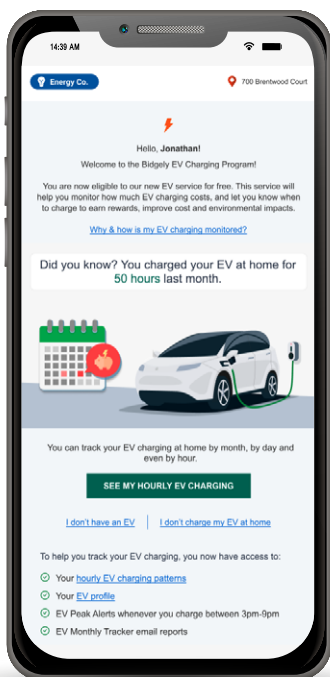 14:39 AM
Energy Co.
700 Brentwood Court
Hello, Jonathan!
Welcome to the Bidgely EV Charging Program!
You are now eligible to our new EV service for free. This service will
help you monitor how much EV charging costs, and let you know when
to charge to earn rewards, improve cost and environmental impacts.
Why & how is my EV charging monitored?
Did you know? You charged your EV at home for
50 hours last month.
You can track your EV charging at home by month, by day and
even by hour.
SEE MY HOURLY EV CHARGING
I don't have an EV
I don't charge my EV at home
To help you track your EV charging, you now have access to:
Your hourly EV charging patterns
Your EV profile
EV Peak Alerts whenever you charge between 3pm-9pm
EV Monthly Tracker email reports